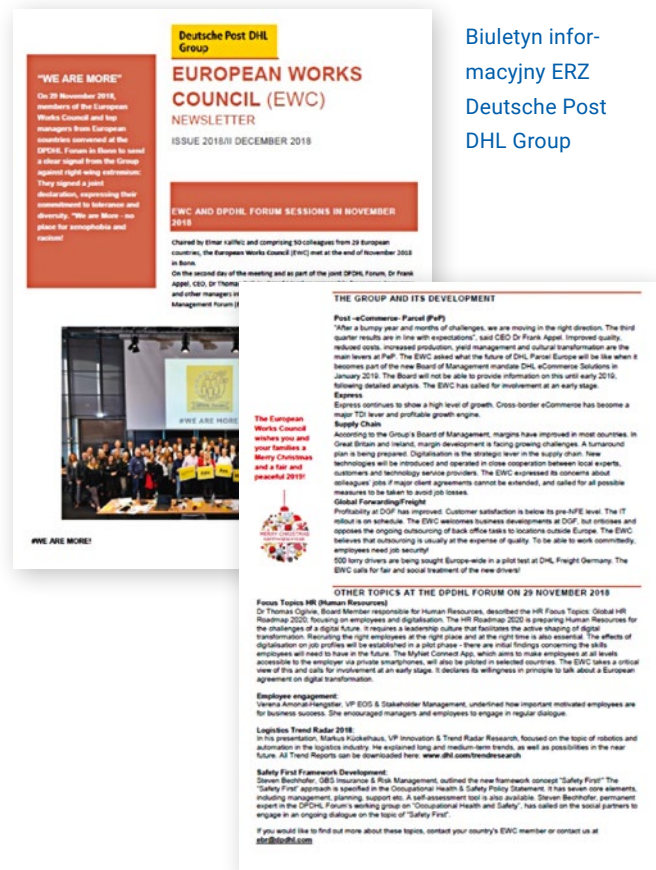 Deutsche Post DHL
Group
EUROPEAN WORKS
COUNCIL (EWC)
NEWSLETTER
ISSUE 2018/II DECEMBER 2018
"WE ARE MORE"
On 29 November 2018,
members of the European
Works Council and top
managers from European
countries convened at the
DPDHL Forum in Bonn to send
a clear signal from the Group
against right-wing extremism:
They signed a joint
declaration, expressing their
commitment to tolerance and
diversity. "We are More - no
place for xenophobia and
racism!
EWC AND DPDHL FORUM SESSIONS IN NOVEMBER
2018
Chaired by Elmar Kallfelz and comprising 50 colleagues from 29 European
countries, the European Works Council (EWC) met at the end of November 2018
in Bonn.
On the second day of the meeting and as part of the joint DPDHL Forum, Dr Frank
Appel, CEO, Dr Thomas
and other managers in
Management Forum
#WE ARE MORE
#WE ARE MORE!
Biuletyn infor-
macyjny ERZ
Deutsche Post
DHL Group
THE GROUP AND ITS DEVELOPMENT
Post -eCommerce- Parcel (PeP)
"After a bumpy year and months of challenges, we are moving in the right direction. The third
quarter results are in line with expectations", said CEO Dr Frank Appel. Improved quality,
reduced costs, increased production, yield management and cultural transformation are the
main levers at PeP. The EWC asked what the future of DHL Parcel Europe will be like when it
becomes part of the new Board of Management mandate DHL eCommerce Solutions in
January 2019. The Board will not be able to provide information on this until early 2019,
following detailed analysis. The EWC has called for involvement at an early stage.
Express
Express continues to show a high level of growth. Cross-border eCommerce has become a
major TDI lever and profitable growth engine.
Supply Chain
According to the Group's Board of Management, margins have improved in most countries. In
Great Britain and Ireland, margin development is facing growing challenges. A turnaround
plan is being prepared. Digitalisation is the strategic lever in the supply chain. New
technologies will be introduced and operated in close cooperation between local experts,
customers and technology service providers. The EWC expressed its concerns about
colleagues' jobs if major client agreements cannot be extended, and called for all possible
measures to be taken to avoid job losses.
Global Forwarding/Freight
Profitability at DGF has improved. Customer satisfaction is below its pre-NFE level. The IT
rollout is on schedule. The EWC welcomes business developments at DGF, but criticises and
opposes the ongoing outsourcing of back office tasks to locations outside Europe. The EWC
believes that outsourcing is usually at the expense of quality. To be able to work committedly,
employees need job security!
500 lorry drivers are being sought Europe-wide in a pilot test at DHL Freight Germany. The
EWC calls for fair and social treatment of the new drivers!
The European
Works Council
wishes you and
your families a
Merry Christmas
and a fair and
peaceful 2019!
MERRY CHRISTMAS
OTHER TOPICS AT THE DPDHL FORUM ON 29 NOVEMBER 2018
Focus Topics HR (Human Resources)
Dr Thomas Ogilvie, Board Member responsible for Human Resources, described the HR Focus Topics: Global HR
Roadmap 2020; focusing on employees and digitalisation. The HR Roadmap 2020 is preparing Human Resources for
the challenges of a digital future. It requires a leadership culture that facilitates the active shaping of digital
transformation. Recruiting the right employees at the right place and at the right time is also essential. The effects of
digitalisation on job profiles will be established in a pilot phase - there are initial findings concerning the skills
employees will need to have in the future. The MyNet Connect App, which aims to make employees at all levels
accessible to the employer via private smartphones, will also be piloted in selected countries. The EWC takes a critical
view of this and calls for involvement at an early stage. It declares its willingness in principle to talk about a European
agreement on digital transformation.
Employee engagement:
Verena Amonat-Hengstler, VP EOS & Stakeholder Management, underlined how important motivated employees are
for business success. She encouraged managers and employees to engage in regular dialogue.
Logistics Trend Radar 2018:
In his presentation, Markus Kückelhaus, VP Innovation & Trend Radar Research, focused on the topic of robotics and
automation in the logistics industry. He explained long and medium-term trends, as well as possibilities in the near
future. All Trend Reports can be downloaded here: www.dhl.com/trendresearch
Safety First Framework Development:
Steven Bechhofer, GBS Insurance & Risk Management, outlined the new framework concept "Safety First!" The
"Safety First" approach is specified in the Occupational Health & Safety Policy Statement. It has seven core elements,
including management, planning, support etc. A self-assessment tool is also available. Steven Bechhofer, permanent
expert in the DPDHL Forum's working group on "Occupational Health and Safety", has called on the social partners to
engage in an ongoing dialogue on the topic of "Safety First".
If you would like to find out more about these topics, contact your country's EWC member or contact us at
ebr@dpdhl.com